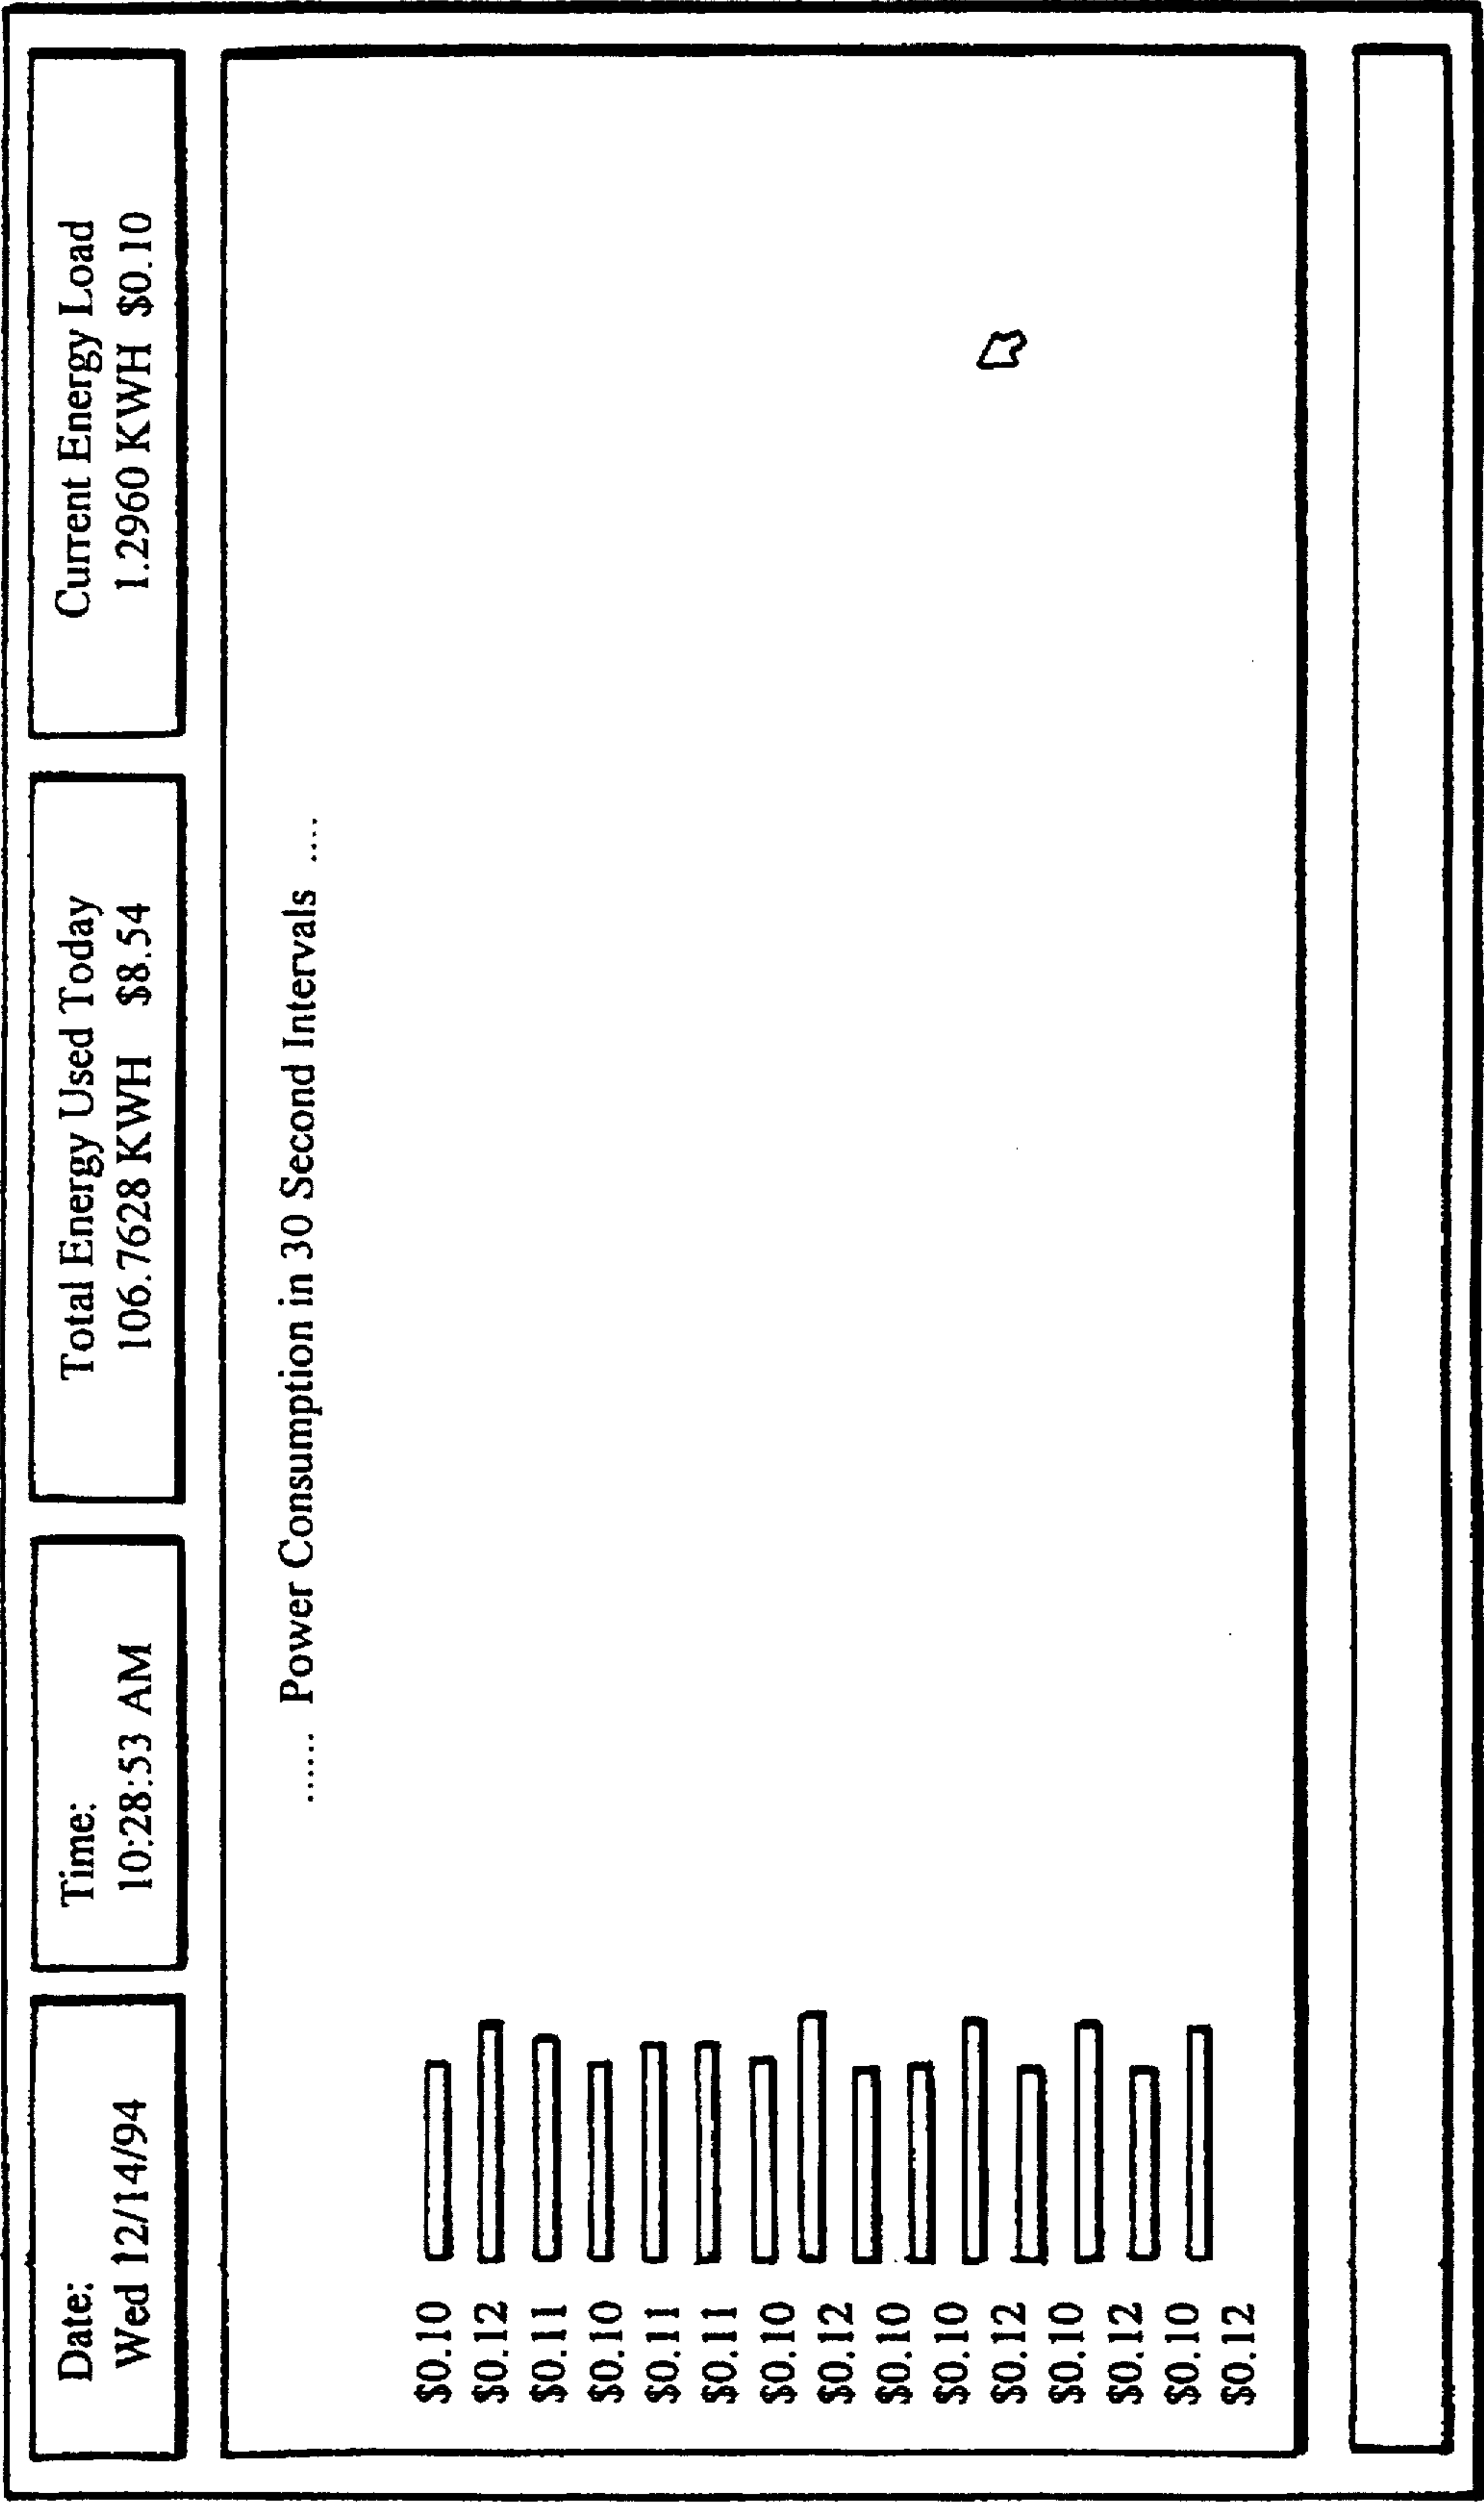 Date:
Wed 12/14/94
Time:
10:28:53 AM
Total Energy Used Today
106.7628 KWH $8.54
Current Energy Load
1.2960 KWH $0.10
..... Power Consumption in 30 Second Intervals ....
$0.10
$0.12
$0.11
$0.10
$0.11
$0.11
$0.10
$0.12
$0.10
$0.10
$0.12
$0.10
$0.12
$0.10
$0.12